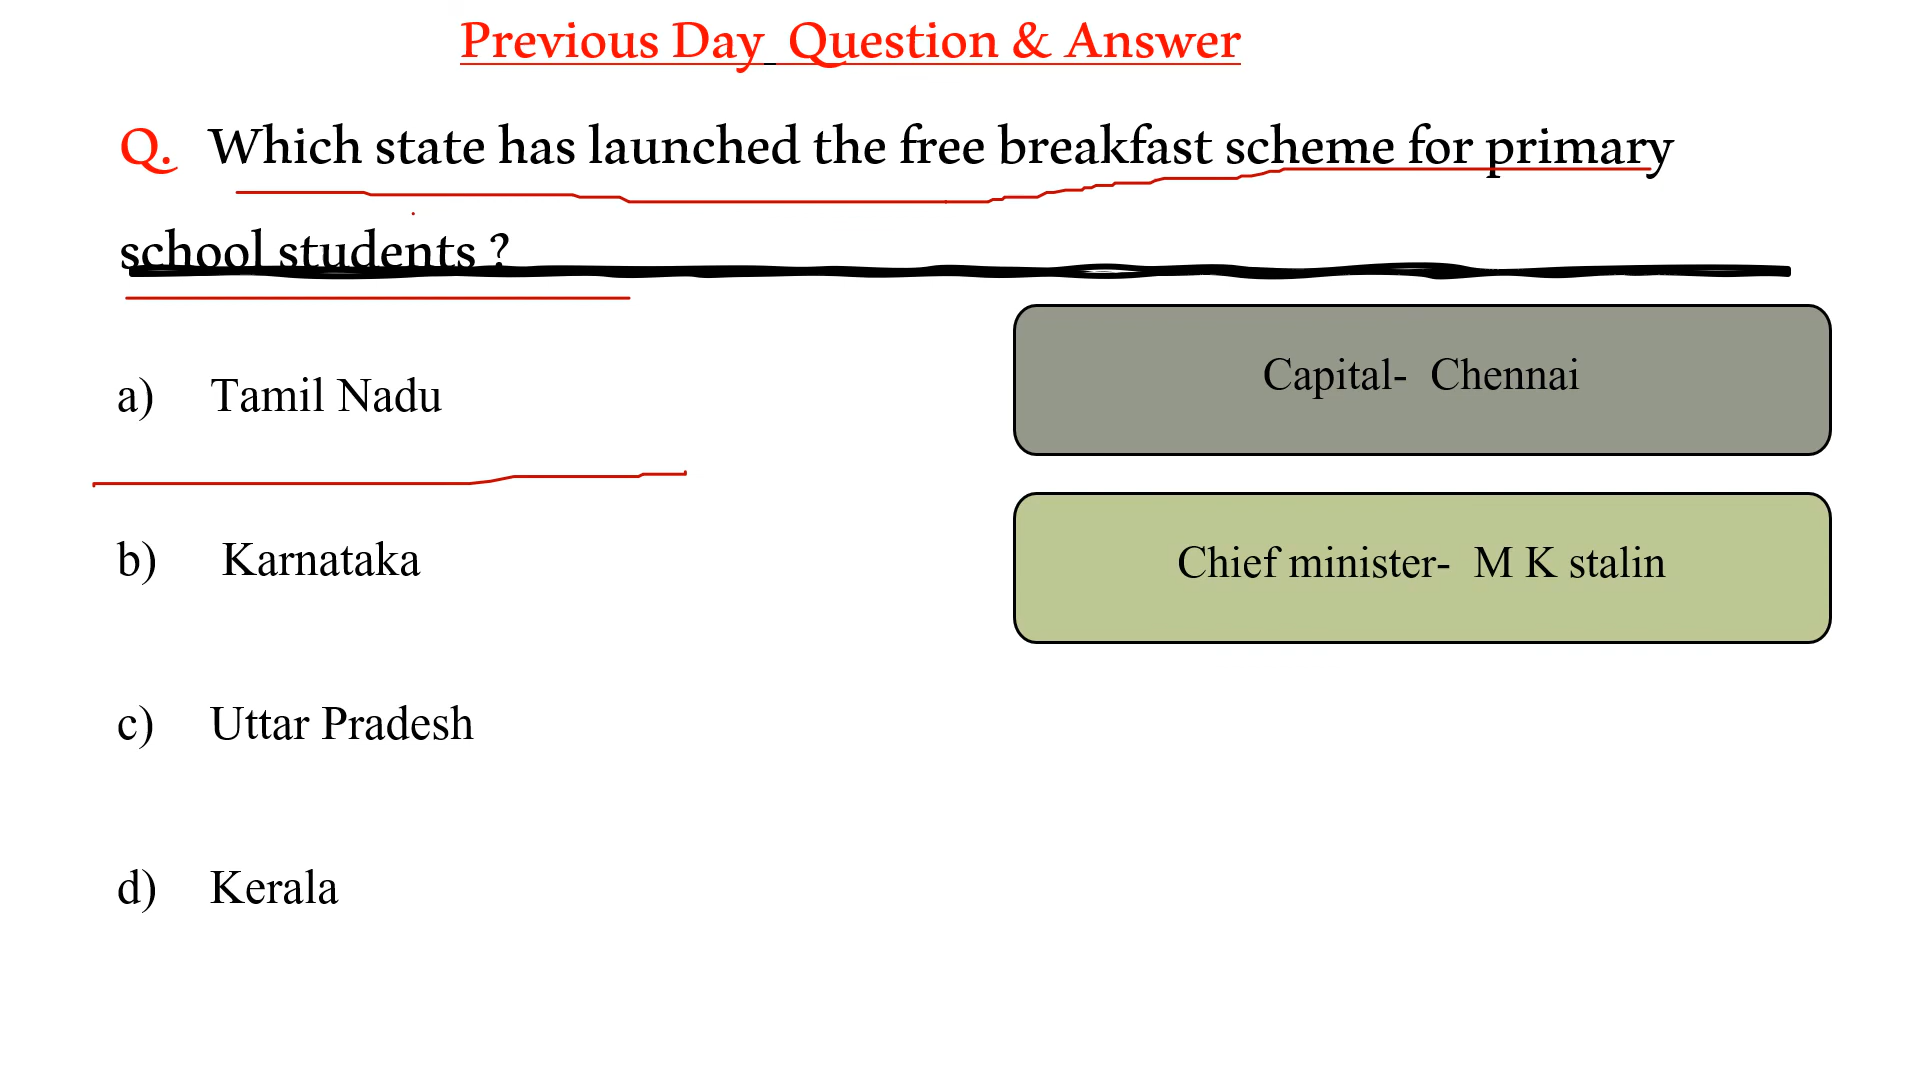 Previous Day Question & Answer
Q. Which state has launched the free breakfast scheme for primary
school students ?
a) Tamil Nadu
Capital- Chennai
b) Karnataka
Chief minister- M K stalin
c) Uttar Pradesh
d) Kerala